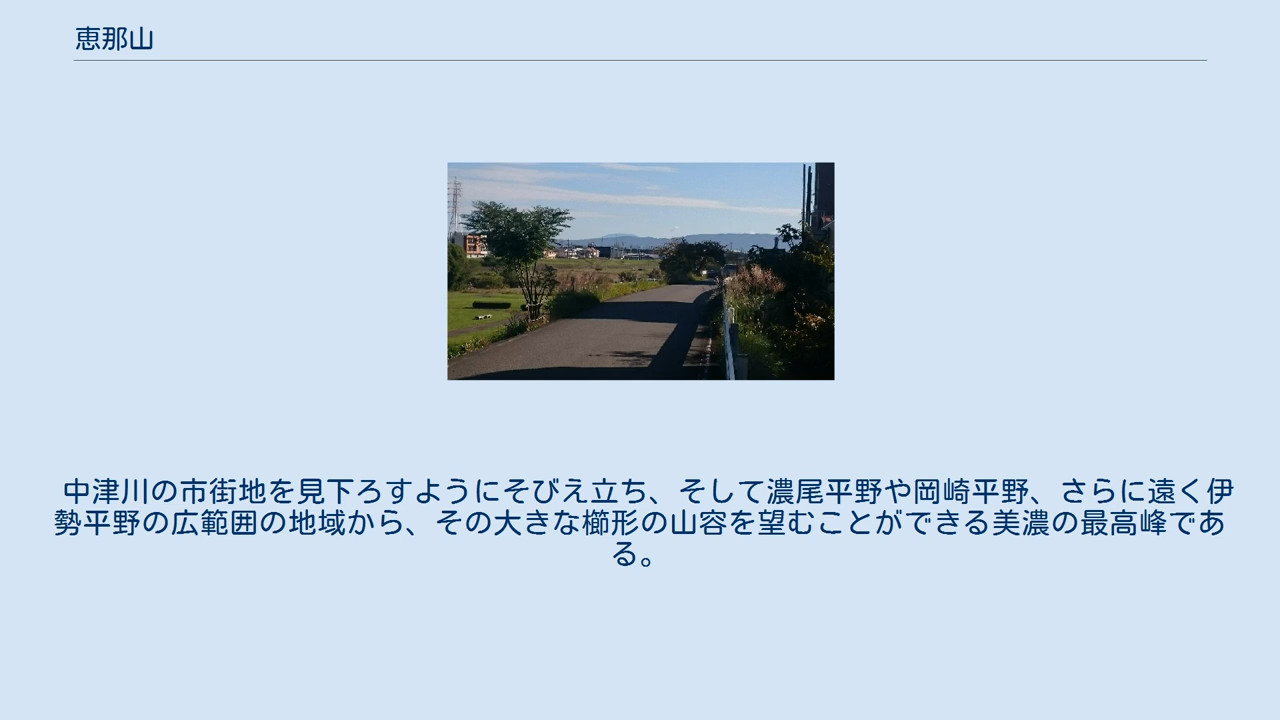 恵那山
中津川の市街地を見下ろすようにそびえ立ち、そして濃尾平野や岡崎平野、さらに遠く伊
勢平野の広範囲の地域から、その大きな櫛形の山容を望むことができる美濃の最高峰であ
る。